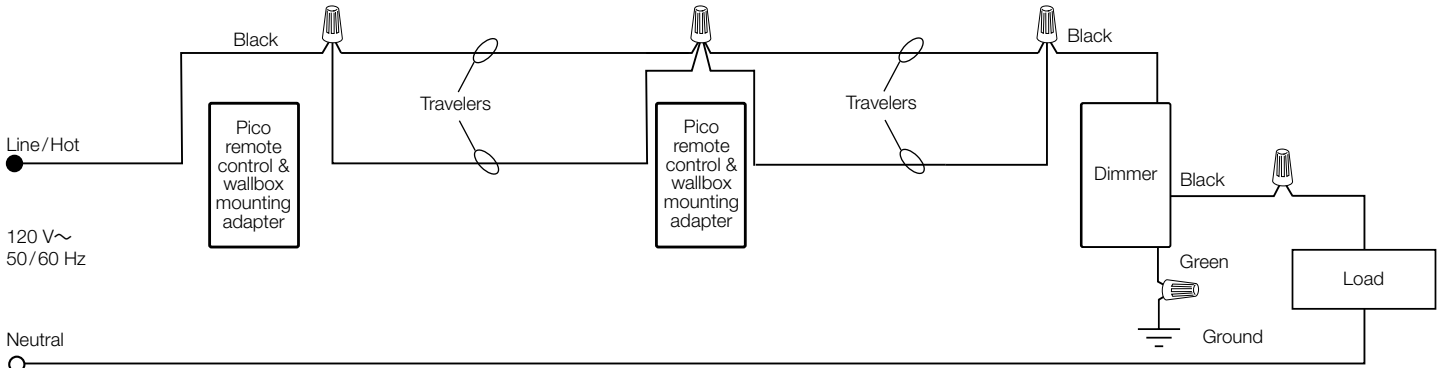 Black
Black
Travelers
Travelers
Line/Hot
Pico
remote
control &
wallbox
mounting
adapter
Pico
remote
control &
wallbox
mounting
adapter
Dimmer
Black
120 V~
50/60 Hz
Green
Load
Neutral
Ground